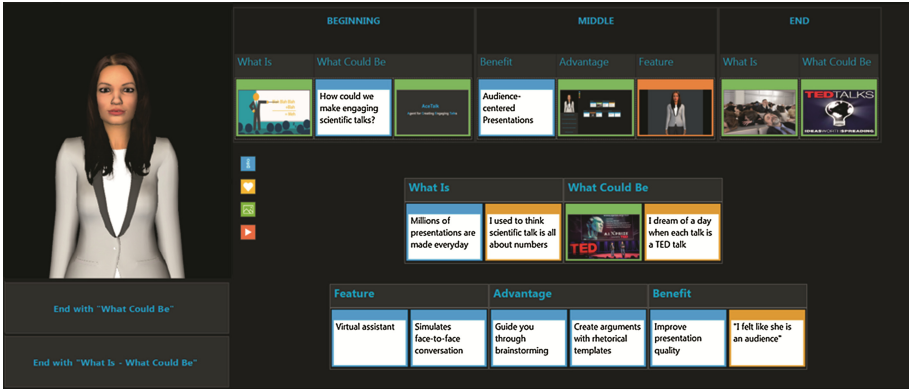 BEGINNING
MIDDLE
END
What Is
What Could Be
Benefit
Advantage
Feature
What Is
What Could Be
How could we
make engaging
scientific talks?
AceTalk
Audience-
centered
Presentations
TEDTALKS
IDEAS WORTH SPREADING
What Is
What Could Be
Millions of
presentations are
made everyday
I used to think
scientific talk is all
about numbers
TED
I dream of a day
when each talk is
a TED talk
Feature
Advantage
Benefit
Virtual assistant
Simulates
face-to-face
conversation
Guide you
through
brainstorming
Create arguments
with rhetorical
templates
Improve
presentation
quality
"I felt like she is
an audience"
End with "What Could Be"
End with "What Is - What Could Be"